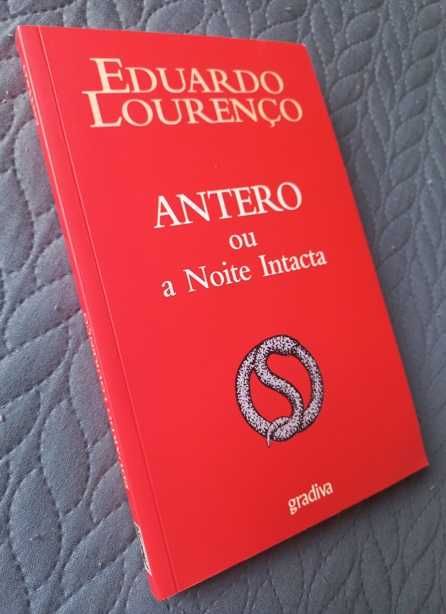 EDUARDO
LOURENÇO
ANTERO
ou
a Noite Intacta
gradiva